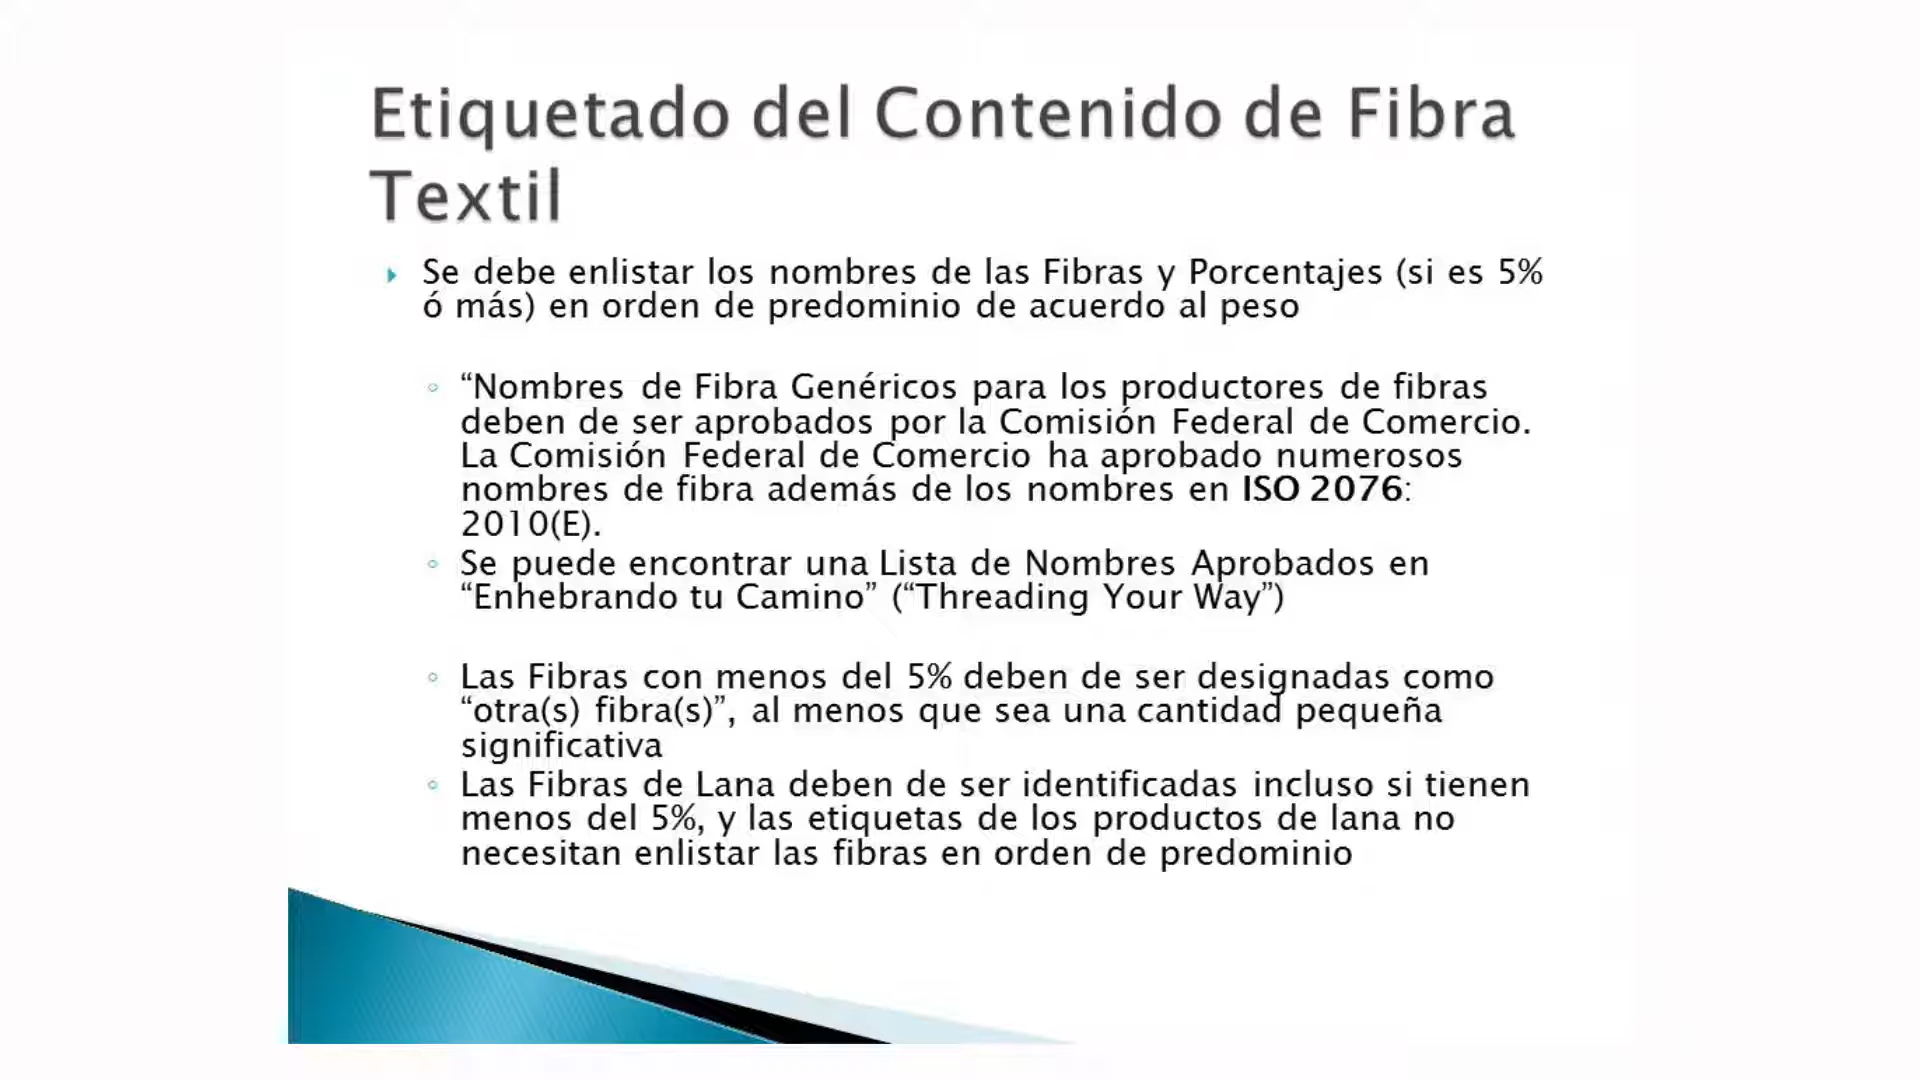 Etiquetado del Contenido de Fibra
Textil
Se debe enlistar los nombres de las Fibras y Porcentajes (si es 5%
ó más) en orden de predominio de acuerdo al peso
“Nombres de Fibra Genéricos para los productores de fibras
deben de ser aprobados por la Comisión Federal de Comercio.
La Comisión Federal de Comercio ha aprobado numerosos
nombres de fibra además de los nombres en ISO 2076:
2010(E).
Se puede encontrar una Lista de Nombres Aprobados en
“Enhebrando tu Camino” (“Threading Your Way”)
Las Fibras con menos del 5% deben de ser designadas como
“otra(s) fibra(s)”, al menos que sea una cantidad pequeña
significativa
Las Fibras de Lana deben de ser identificadas incluso si tienen
menos del 5%, y las etiquetas de los productos de lana no
necesitan enlistar las fibras en orden de predominio